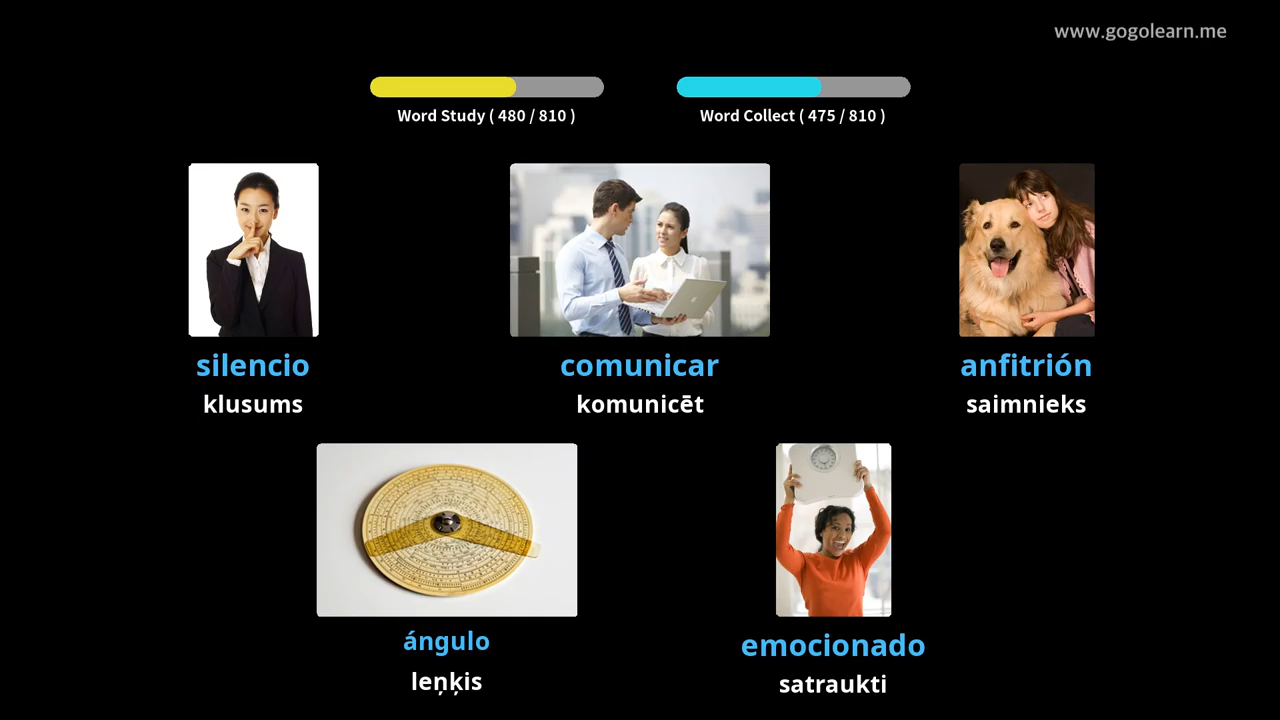 www.gogolearn.me
Word Study ( 480 / 810 )
Word Collect ( 475 / 810 )
silencio
klusums
comunicar
komunicēt
anfitrión
saimnieks
ángulo
leņķis
emocionado
satraukti